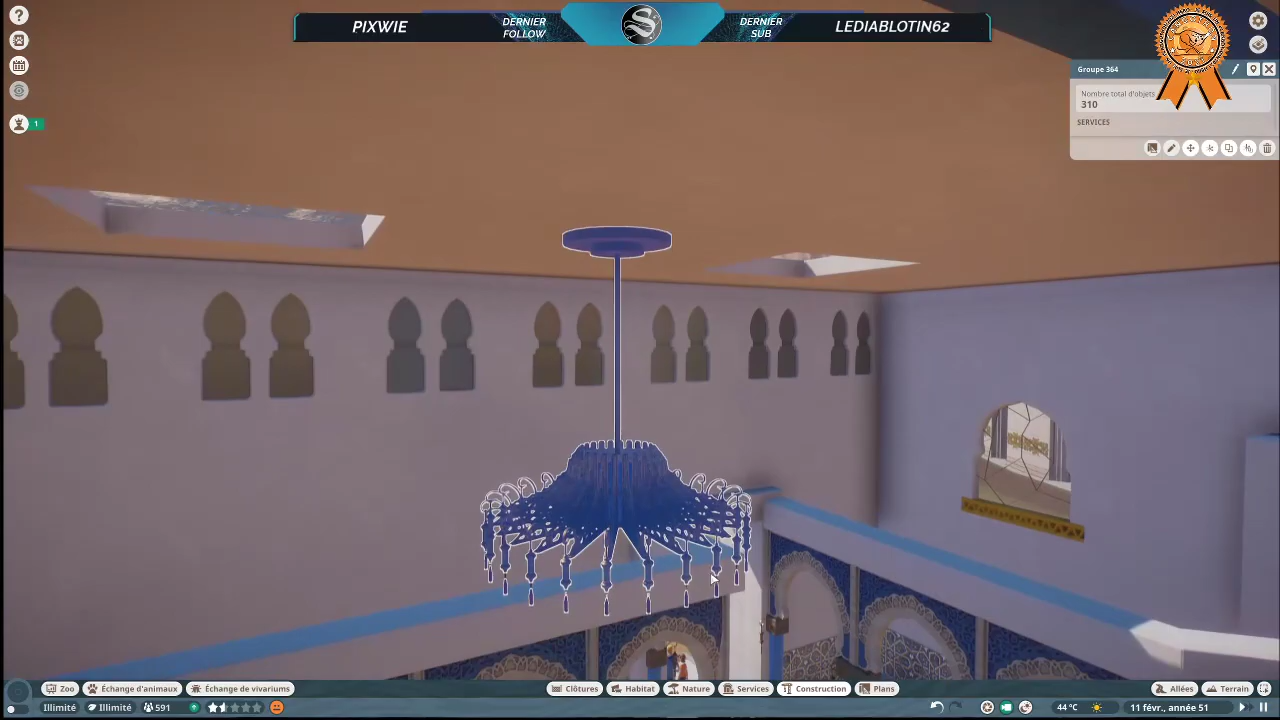 PIXWIE
DERNIER
FOLLOW
S
DERNIER
SUB
LEDIABLOTIN62
?
1
Groupe 364
Nombre total d'objets
310
SERVICES
Zoo
Échange d'animaux
Échange de vivariums
Clôtures
Habitat
Nature
Services
Construction
Plans
Allées
Terrain
Illimité
Illimité
591
44 °C
11 févr., année 51